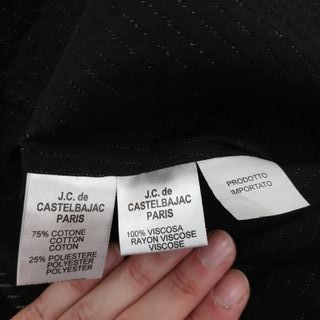 J.C. de
CASTELBAJAC
PARIS
75% COTONE
COTTON
COTON
25% POLIESTERE
POLYESTER
POLYESTER
J.C. de
CASTELBAJAC
PARIS
100% VISCOSA
RAYON VISCOSE
VISCOSE
PRODOTTO
IMPORTATO